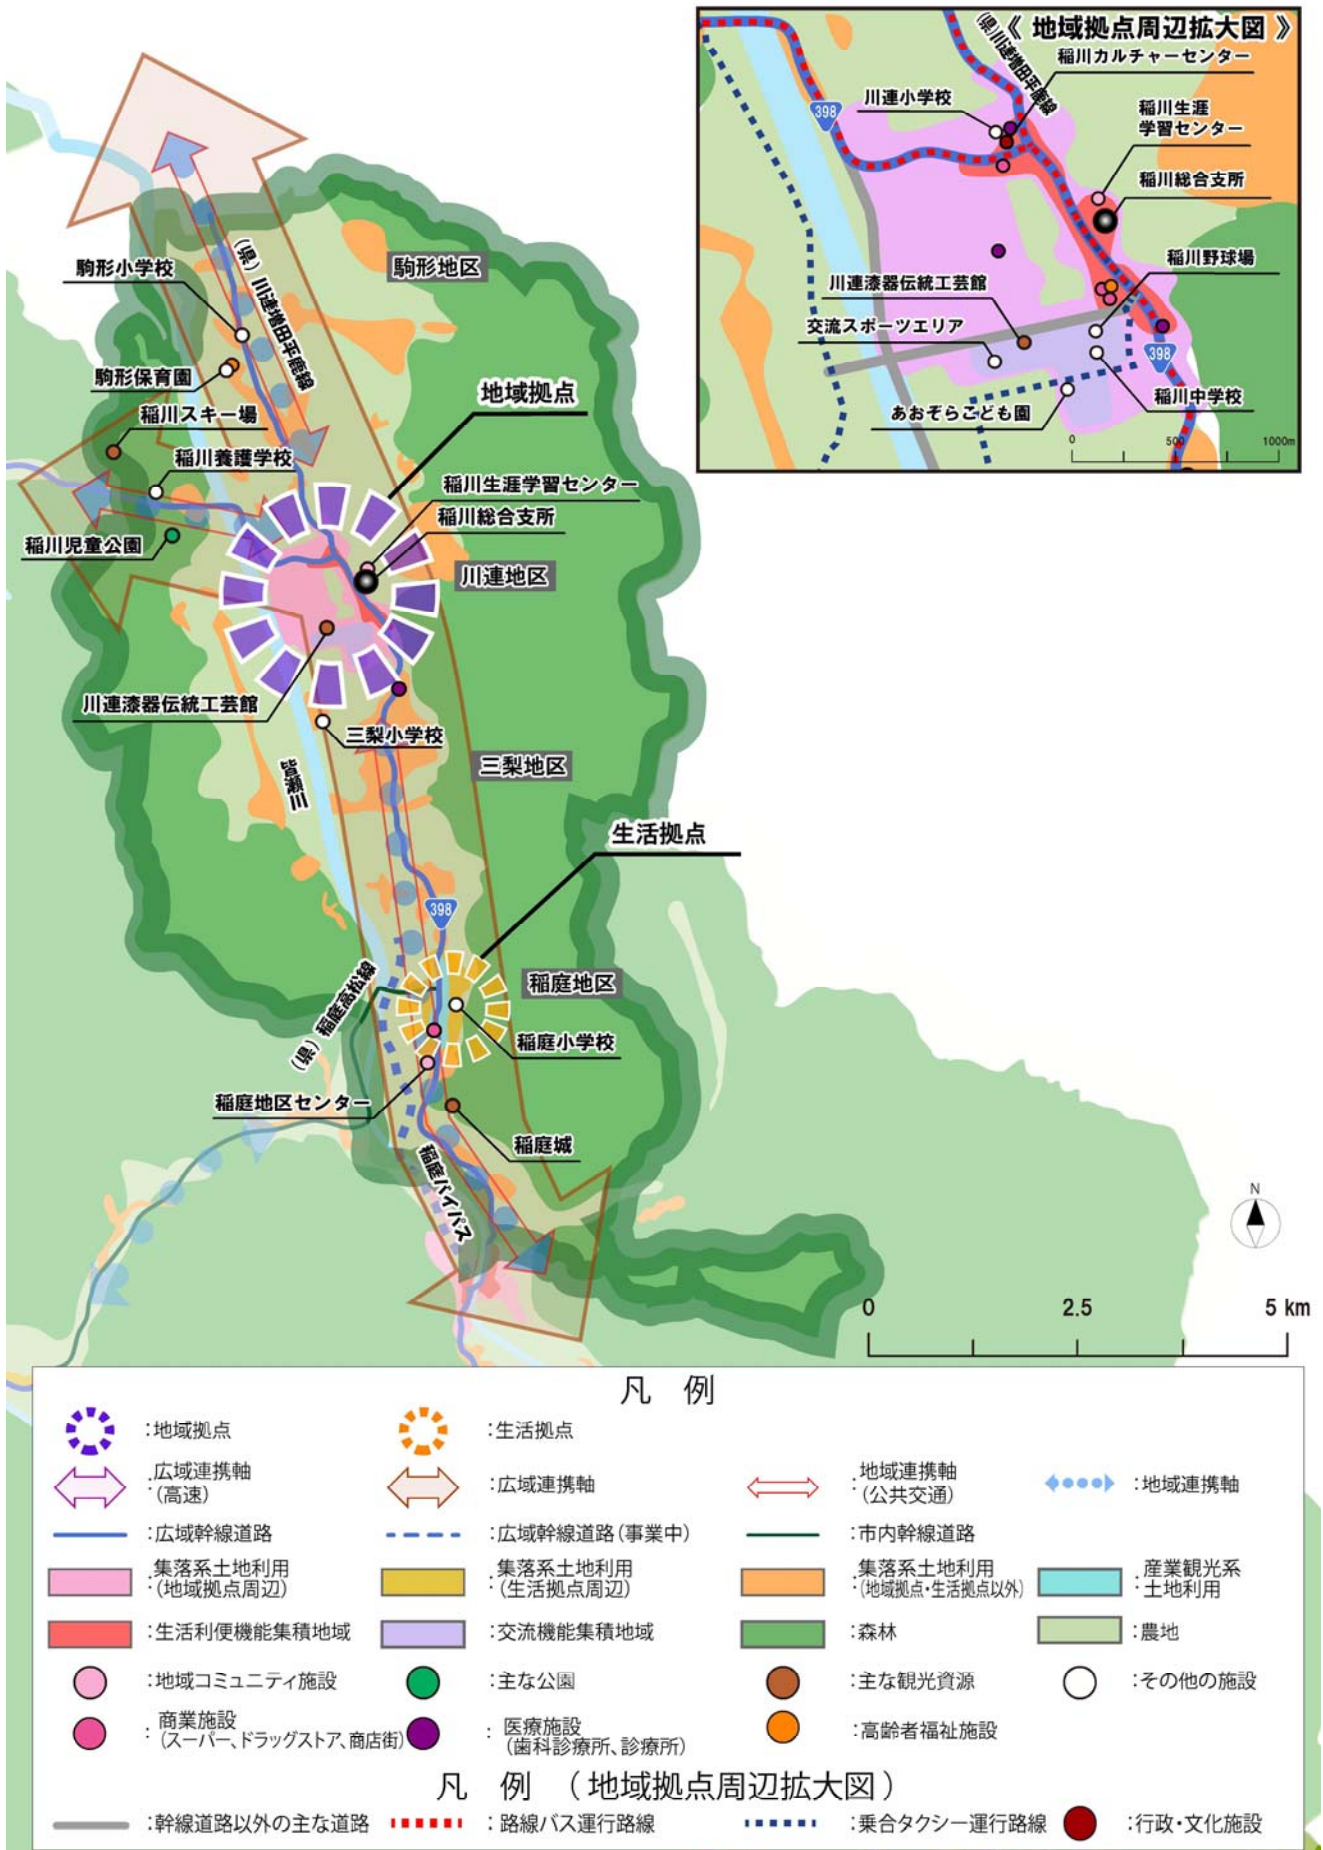 《 地域拠点周辺拡大図 》
(県)川連増田平鹿線
稲川カルチャーセンター
398
川連小学校
稲川生涯
学習センター
稲川総合支所
稲川野球場
川連漆器伝統工芸館
交流スポーツエリア
398
稲川中学校
あおぞらこども園
0 500 1000m
駒形地区
(県)川連増田平鹿線
駒形小学校
駒形保育園
地域拠点
稲川スキー場
稲川養護学校
稲川生涯学習センター
稲川総合支所
稲川児童公園
川連地区
川連漆器伝統工芸館
三梨小学校
三梨地区
皆瀬川
生活拠点
398
稲庭地区
(県)稲庭高松線
稲庭小学校
稲庭地区センター
稲庭城
稲庭バイパス
N
0 2.5 5 km
凡 例
:地域拠点
:生活拠点
:広域連携軸
(高速)
:広域連携軸
:地域連携軸
(公共交通)
:地域連携軸
:広域幹線道路
:広域幹線道路(事業中)
:市内幹線道路
:集落系土地利用
(地域拠点周辺)
:集落系土地利用
(生活拠点周辺)
:集落系土地利用
(地域拠点・生活拠点以外)
:産業観光系
土地利用
:生活利便機能集積地域
:交流機能集積地域
:森林
:農地
:地域コミュニティ施設
:主な公園
:主な観光資源
:その他の施設
:商業施設
(スーパー、ドラッグストア、商店街)
:医療施設
(歯科診療所、診療所)
:高齢者福祉施設
凡 例 (地域拠点周辺拡大図)
:幹線道路以外の主な道路
:路線バス運行路線
:乗合タクシー運行路線
:行政・文化施設